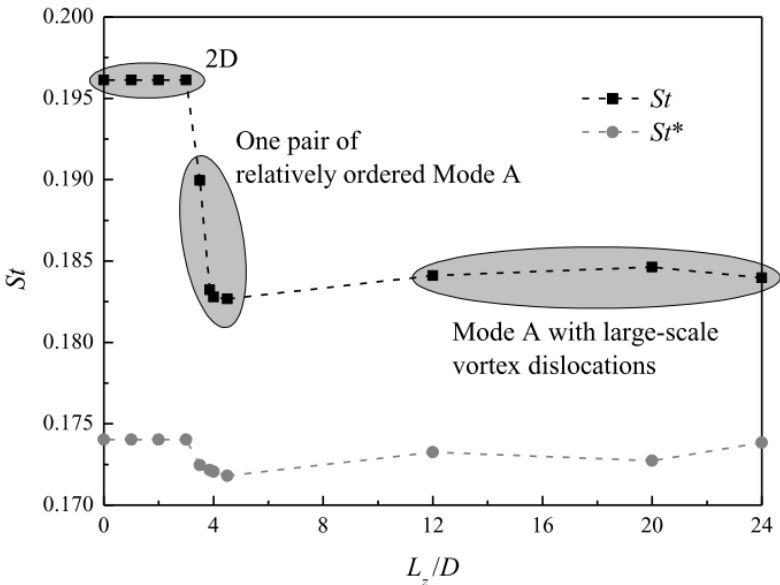 0.200
0.195
0.190
0.185
0.180
0.175
0.170
St
2D
One pair of
relatively ordered Mode A
St
St*
Mode A with large-scale
vortex dislocations
0 4 8 12 16 20 24
L_z/D